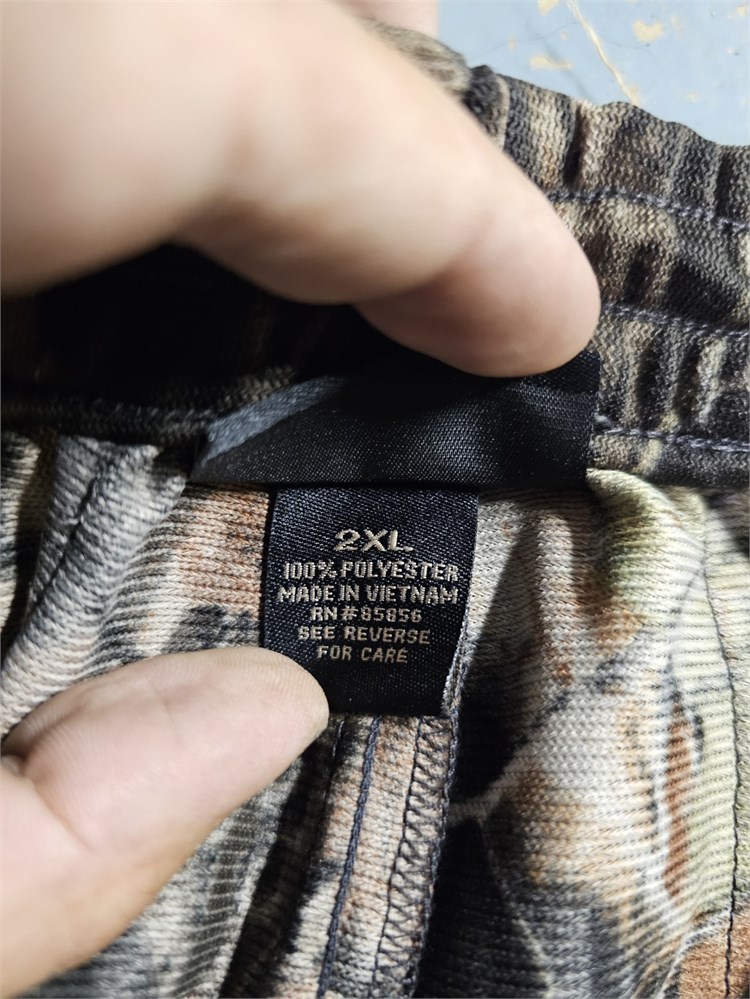 2XL
100% POLYESTER
MADE IN VIETNAM
RN#85856
SEE REVERSE
FOR CARE